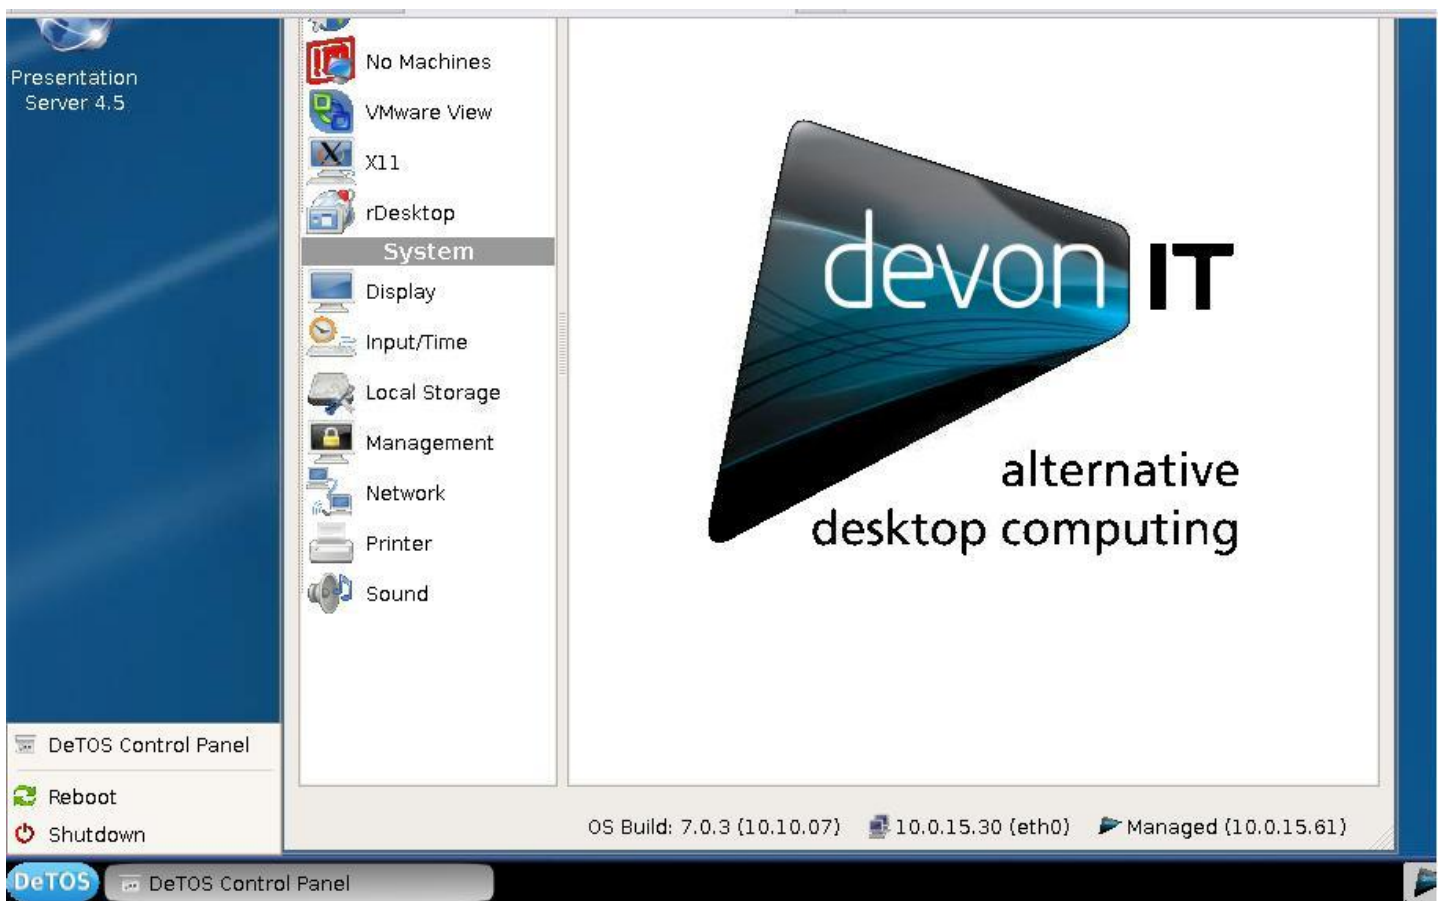 Presentation
Server 4.5
No Machines
VMware View
X11
rDesktop
System
Display
Input/Time
Local Storage
Management
Network
Printer
Sound
devon IT
alternative
desktop computing
DeTOS Control Panel
Reboot
Shutdown
OS Build: 7.0.3 (10.10.07) 10.0.15.30 (eth0) Managed (10.0.15.61)
DeTOS DeTOS Control Panel